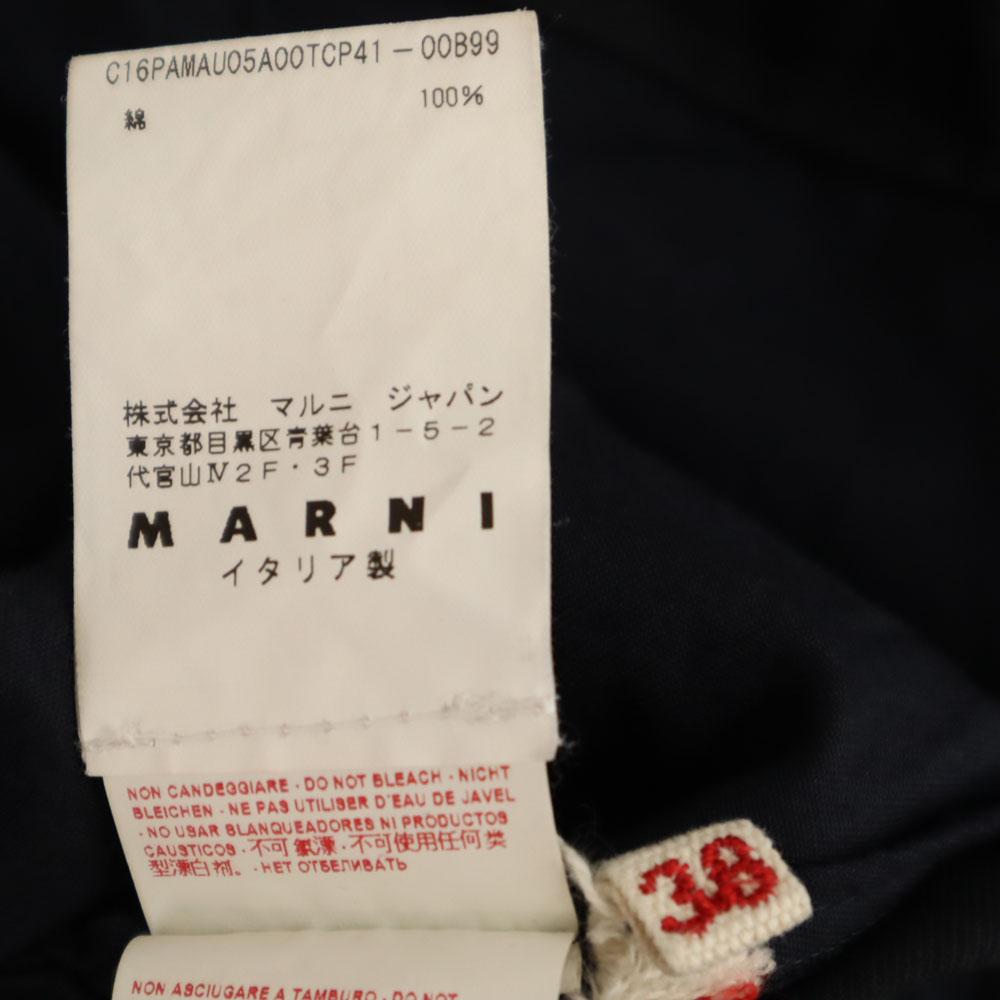 C16PAMAU05A00TCP41-00B99
綿 100%
株式会社 マルニ ジャパン
東京都目黒区青葉台1-5-2
代官山Ⅳ2F・3F
MARNI
イタリア製
NON CANDEGGIARE · DO NOT BLEACH · NICHT
BLEICHEN · NE PAS UTILISER D'EAU DE JAVEL
· NO USAR BLANQUEADORES NI PRODUCTOS
CAUSTICOS · 不可氯漂 · 不可使用任何类
型漂白剂。· НЕ ОТБЕЛИВАТЬ
NON ASCIUGARE A TAMBURO · DO NOT
38